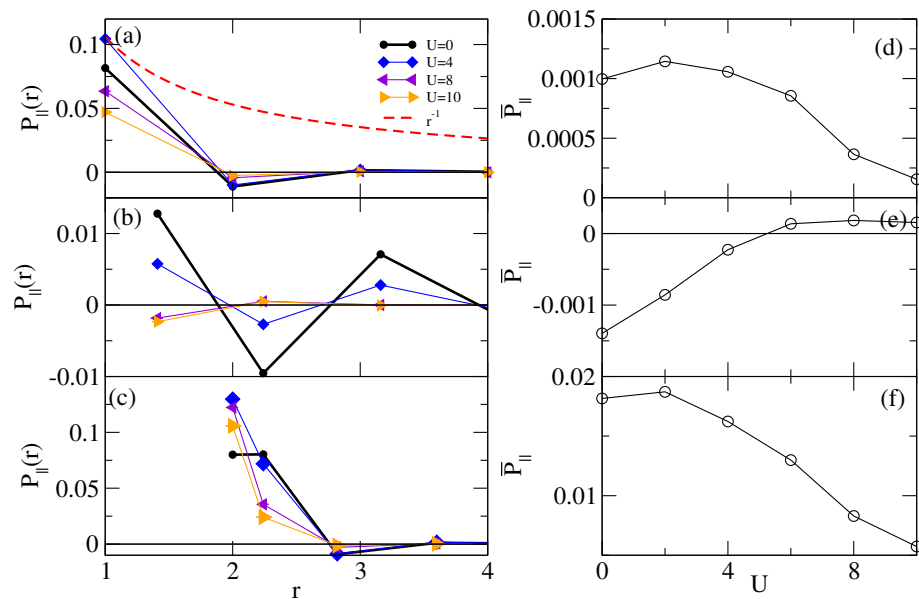 (a)
0.1
0.05
0
P||(r)
U=0
U=4
U=8
U=10
r⁻¹
(b)
0.01
0
-0.01
P||(r)
(c)
0.1
0.05
0
P||(r)
1
2
3
4
r
(d)
0.0015
0.001
0.0005
0
P̅||
(e)
0
-0.001
P̅||
(f)
0.02
0.01
P̅||
0
4
8
U